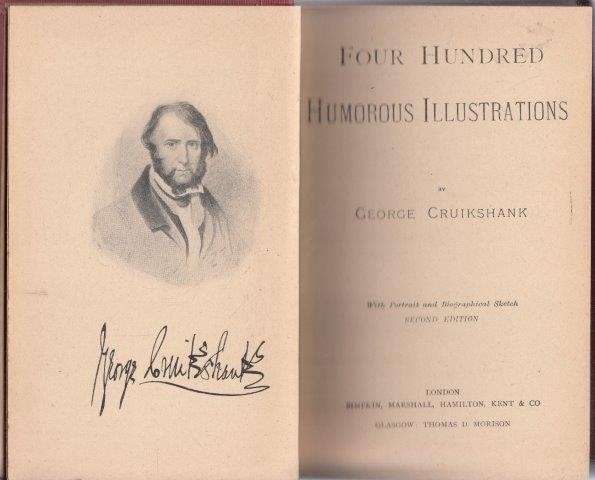 George Cruikshank
FOUR HUNDRED
HUMOROUS ILLUSTRATIONS
BY
GEORGE CRUIKSHANK
With Portrait and Biographical Sketch
SECOND EDITION
LONDON
SIMPKIN, MARSHALL, HAMILTON, KENT & CO
GLASGOW: THOMAS D. MORISON